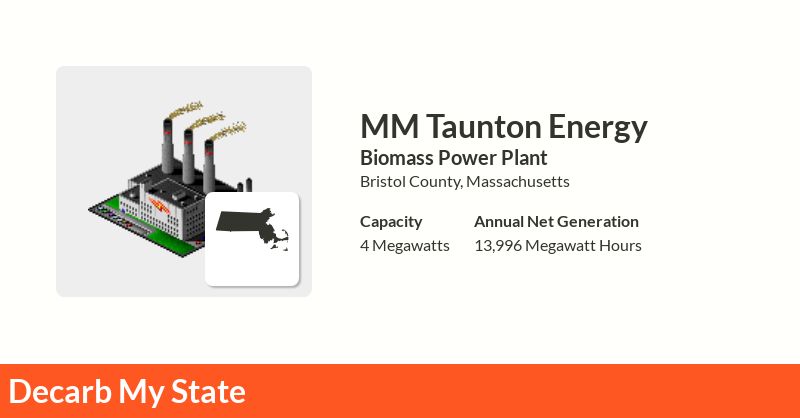 MM Taunton Energy
Biomass Power Plant
Bristol County, Massachusetts
Capacity Annual Net Generation
4 Megawatts 13,996 Megawatt Hours
Decarb My State